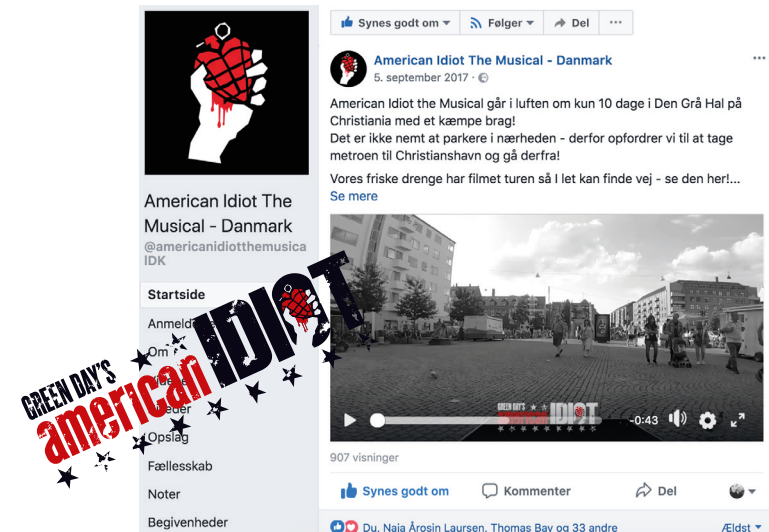 Synes godt om
Følger
Del
American Idiot The Musical - Danmark
5. september 2017
American Idiot the Musical går i luften om kun 10 dage i Den Grå Hal på
Christiania med et kæmpe brag!
Det er ikke nemt at parkere i nærheden - derfor opfordrer vi til at tage
metroen til Christianshavn og gå derfra!
Vores friske drenge har filmet turen så I let kan finde vej - se den her!...
Se mere
American Idiot The
Musical - Danmark
@americanidiotthemusica
lDK
Startside
Om
Opslag
Fællesskab
Noter
Begivenheder
GREEN DAY'S
american IDIOT
GREEN DAY'S
american IDIOT
-0:43
907 visninger
Synes godt om
Kommenter
Del
Du, Naja Årosin Laursen, Thomas Bay og 33 andre
Ældst